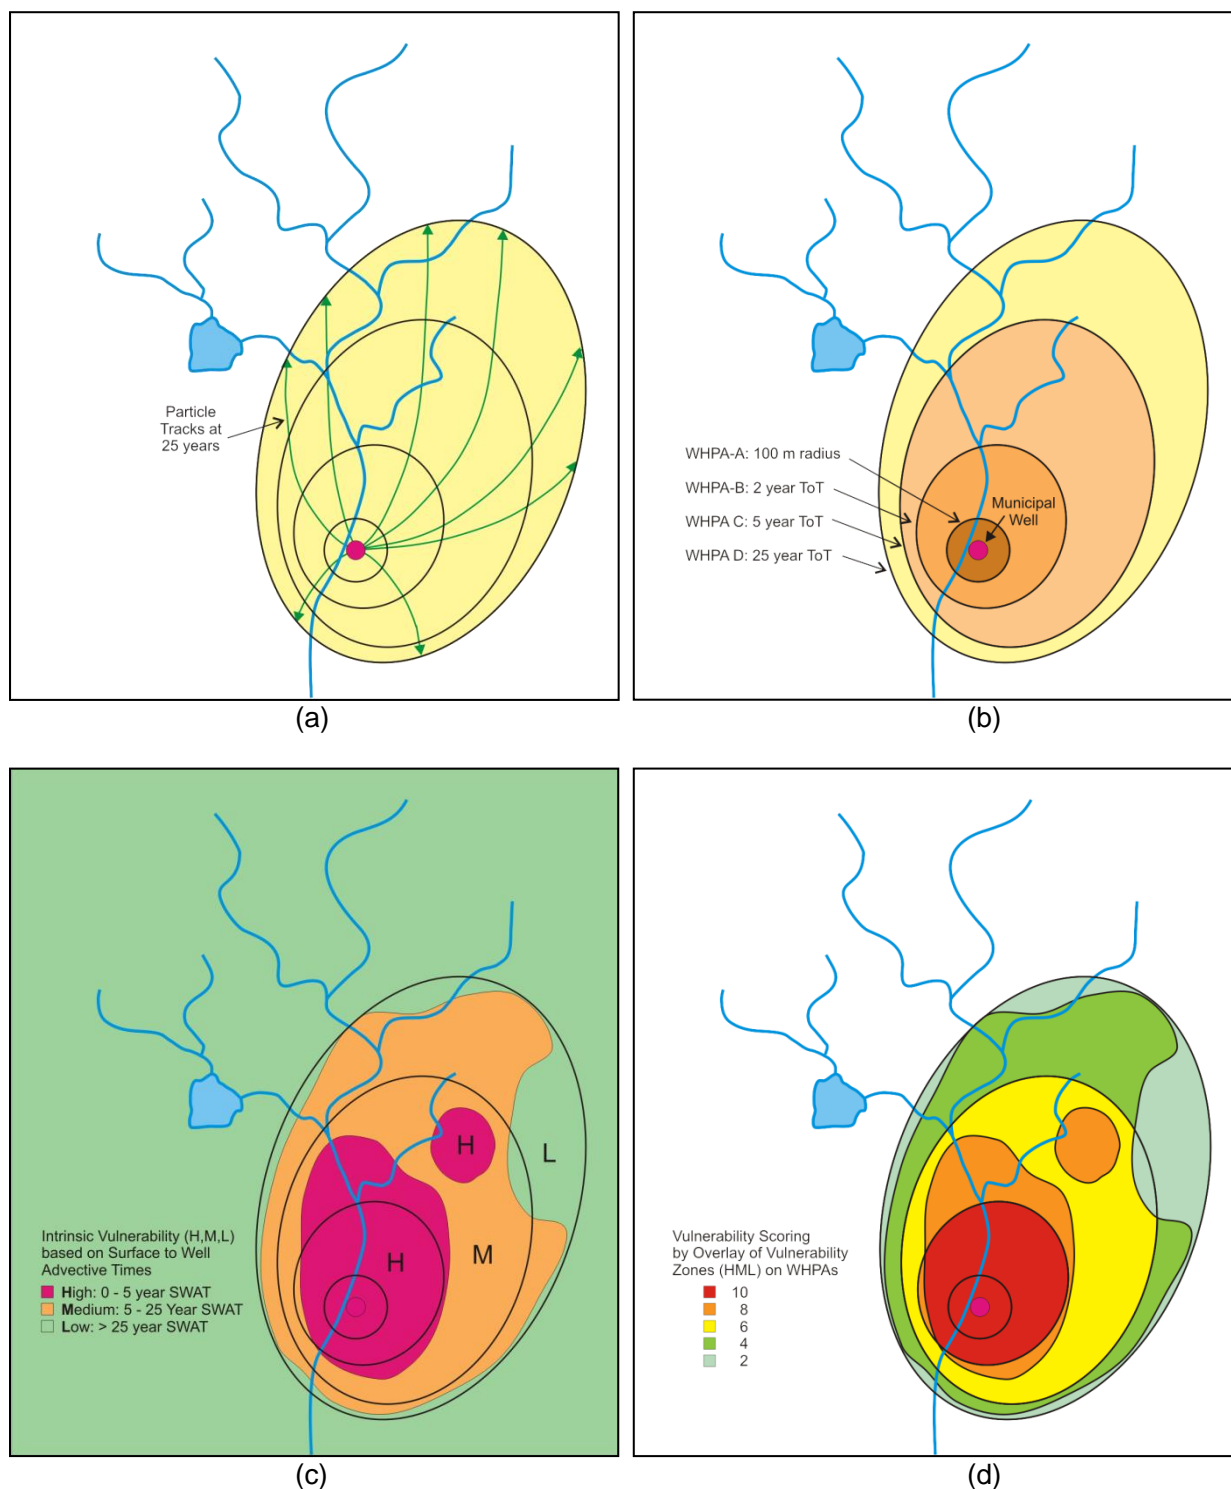 Particle
Tracks at
25 years
(a)
WHPA-A: 100 m radius
WHPA-B: 2 year ToT
WHPA C: 5 year ToT
WHPA D: 25 year ToT
Municipal
Well
(b)
H
L
H
M
Intrinsic Vulnerability (H,M,L)
based on Surface to Well
Advective Times
High: 0 - 5 year SWAT
Medium: 5 - 25 Year SWAT
Low: > 25 year SWAT
(c)
Vulnerability Scoring
by Overlay of Vulnerability
Zones (HML) on WHPAs
10
8
6
4
2
(d)